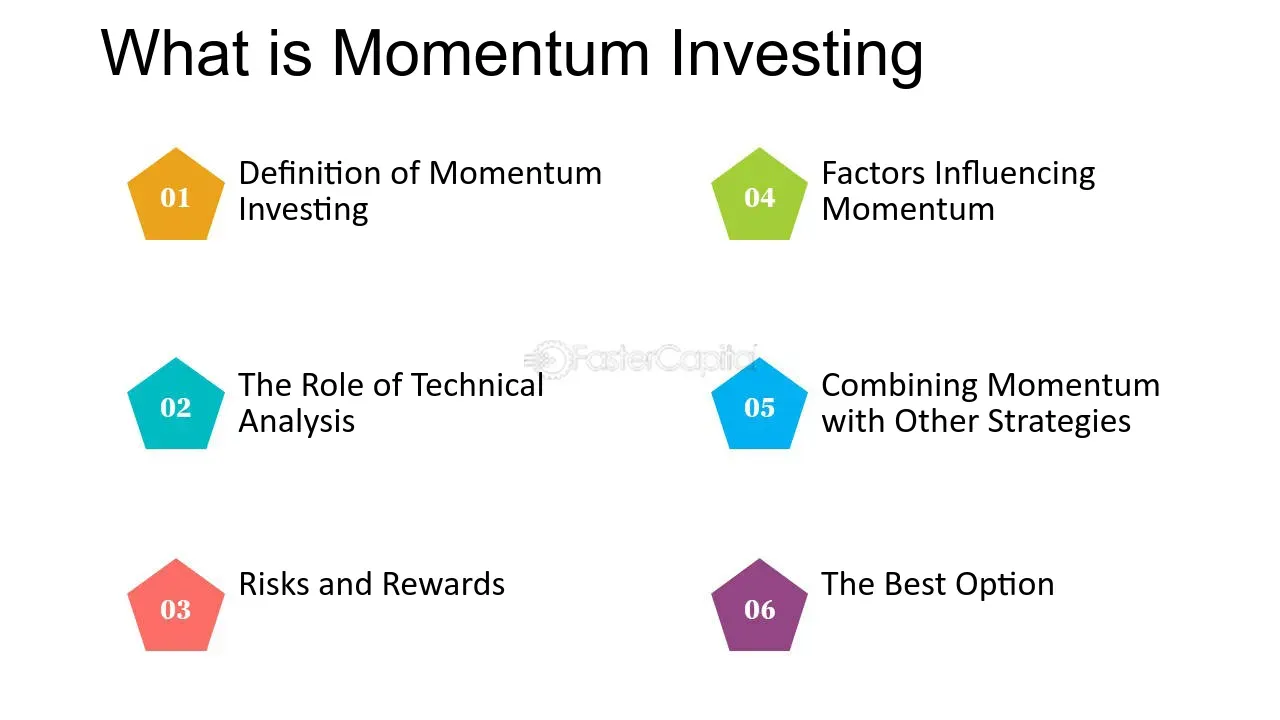 What is Momentum Investing
01
Definition of Momentum
Investing
02
The Role of Technical
Analysis
03
Risks and Rewards
04
Factors Influencing
Momentum
FasterCapital
05
Combining Momentum
with Other Strategies
06
The Best Option